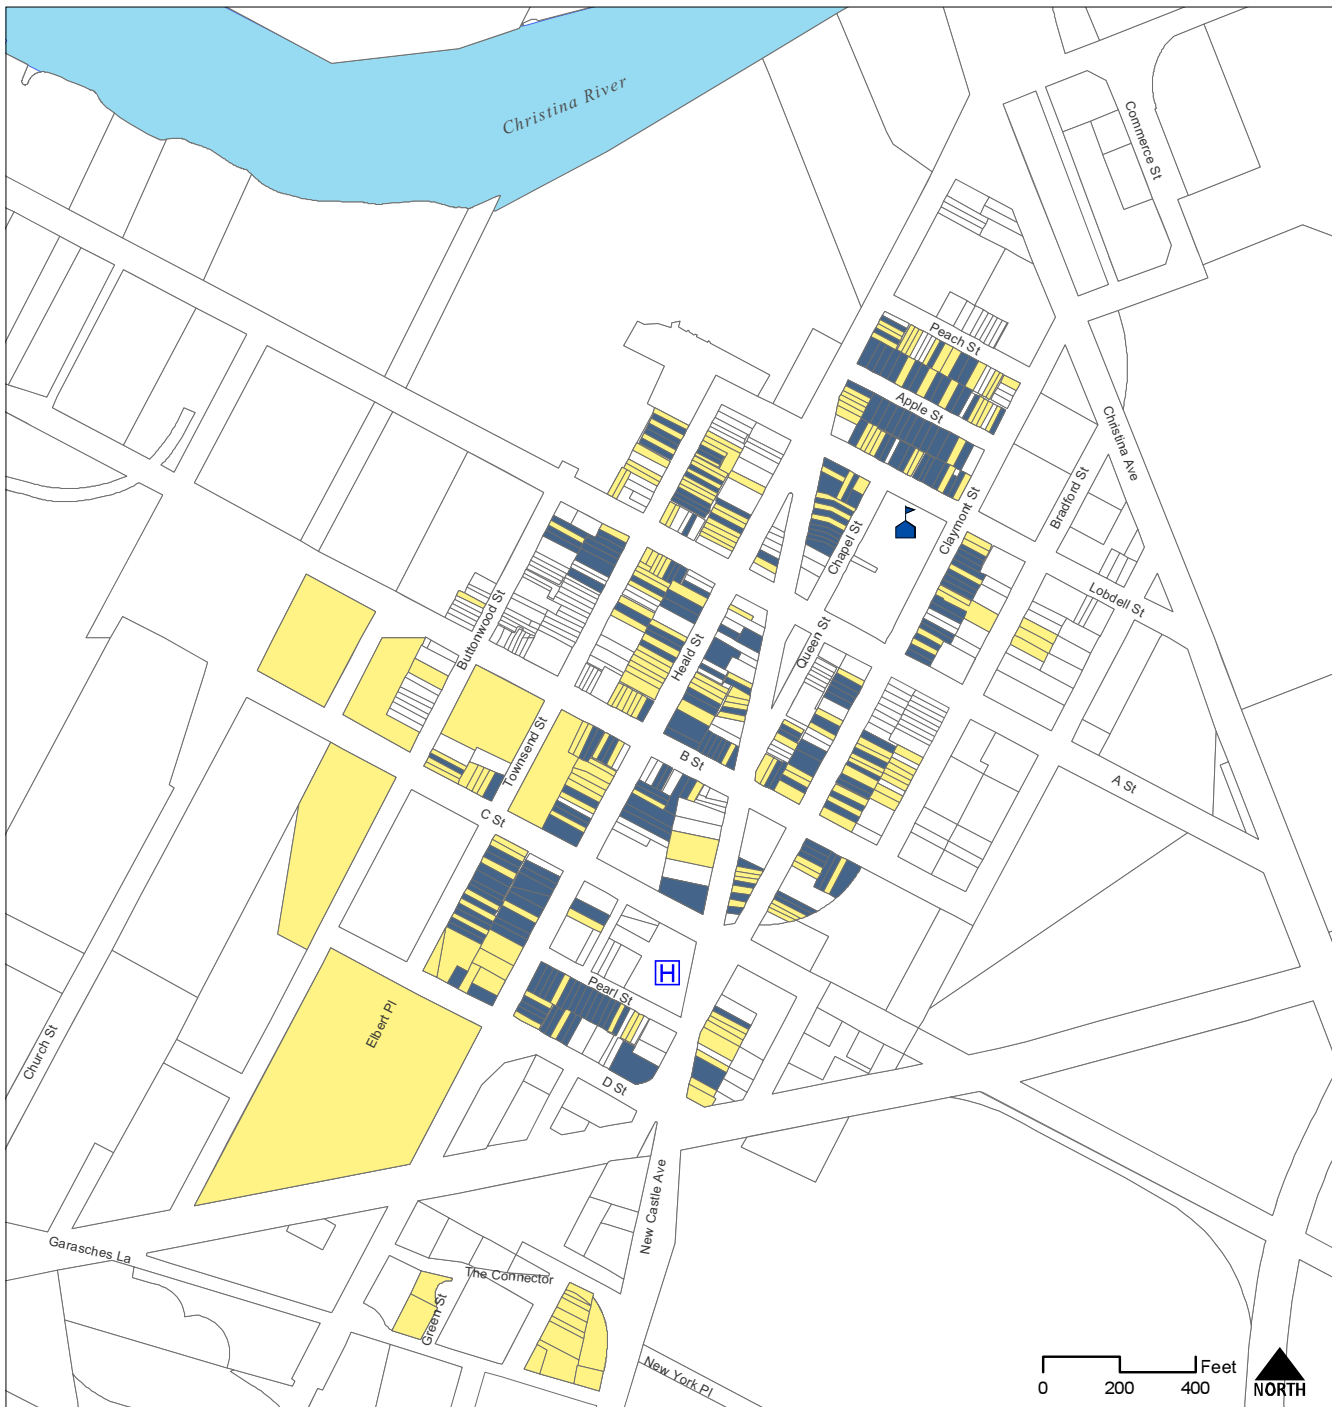 Christina River
Commerce St
Peach St
Apple St
Christina Ave
Bradford St
Claymont St
Chapel St
Lobdell St
Buttonwood St
Heald St
Queen St
Townsend St
B St
A St
C St
Pearl St
H
Elbert Pl
Church St
D St
New Castle Ave
Garasches La
The Connector
Green St
New York Pl
Feet
0 200 400
NORTH